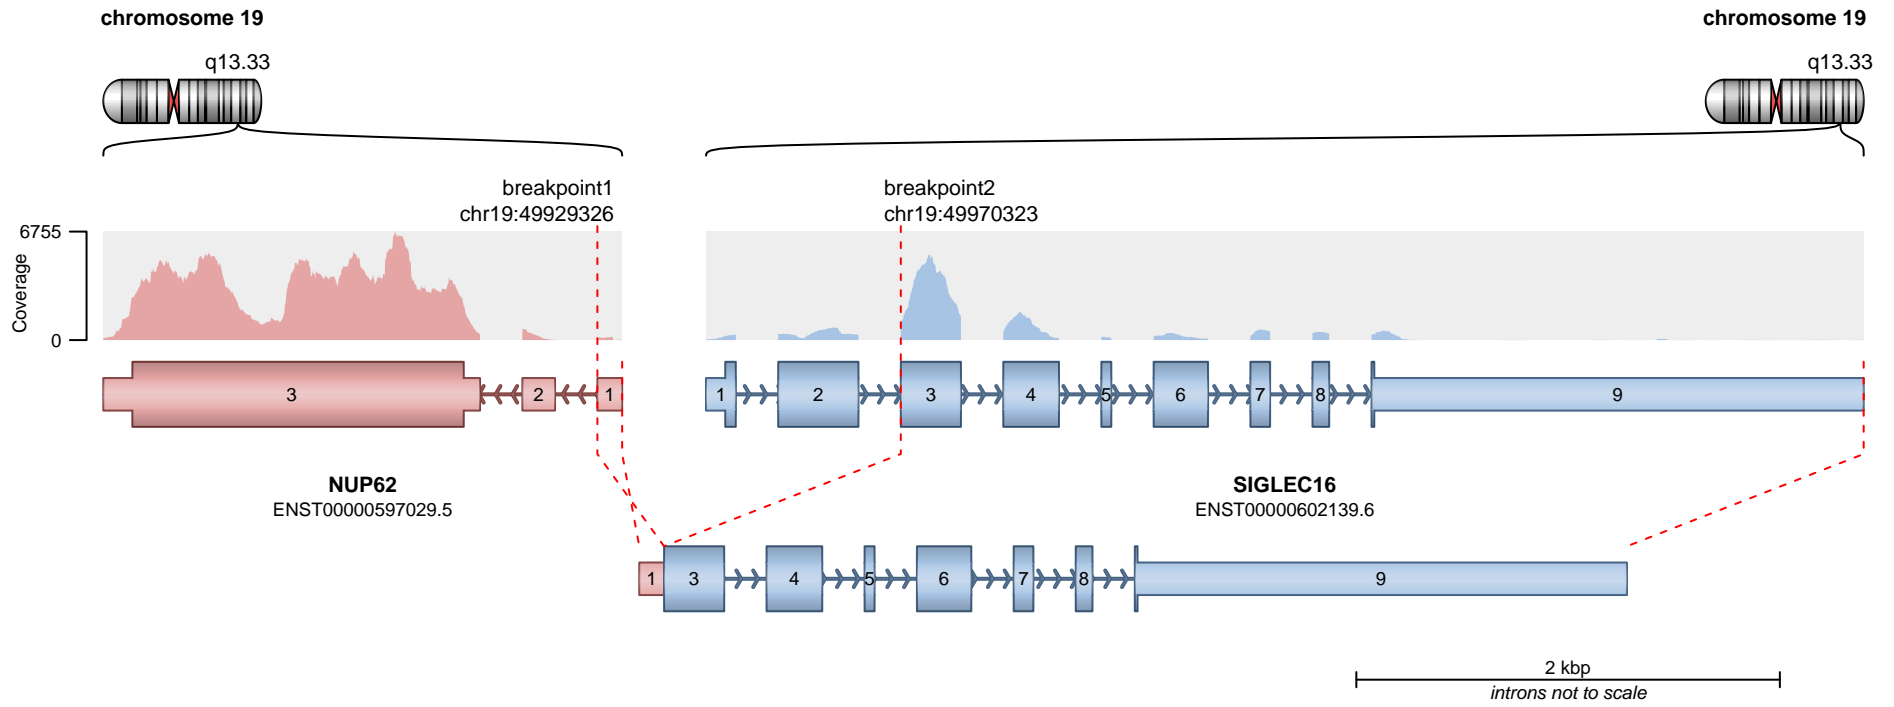 chromosome 19
chromosome 19
q13.33
q13.33
breakpoint1
chr19:49929326
breakpoint2
chr19:49970323
6755
Coverage
0
3 2 1
1 2 3 4 5 6 7 8 9
NUP62
ENST00000597029.5
SIGLEC16
ENST00000602139.6
1 3 4 5 6 7 8 9
2 kbp
introns not to scale